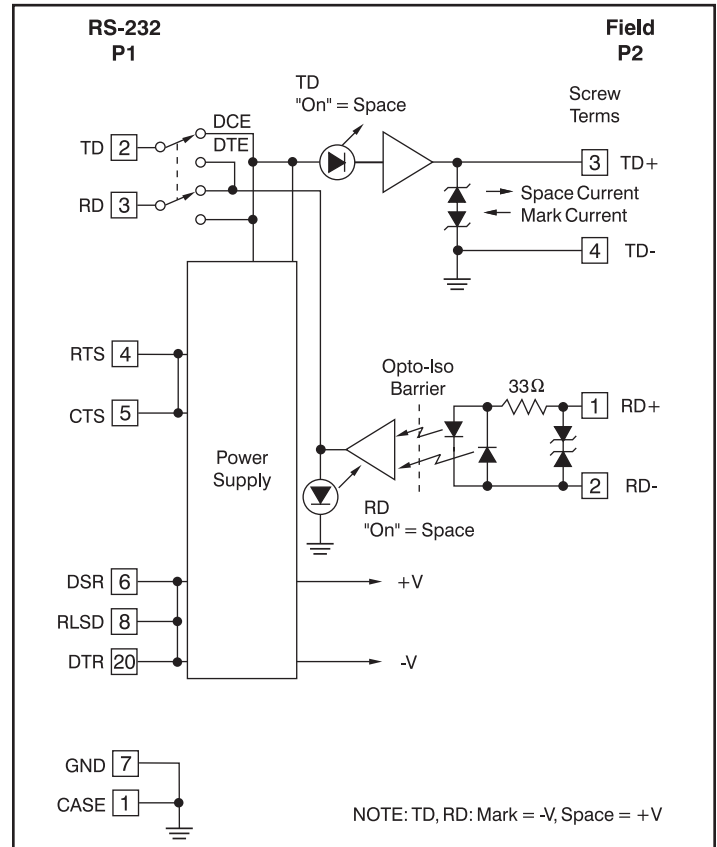 RS-232
P1
Field
P2
TD
"On" = Space
Screw
Terms
DCE
DTE
TD 2
RD 3
3 TD+
Space Current
Mark Current
4 TD-
RTS 4
CTS 5
Opto-Iso
Barrier
33Ω
1 RD+
2 RD-
Power
Supply
RD
"On" = Space
DSR 6
RLSD 8
DTR 20
+V
-V
GND 7
CASE 1
NOTE: TD, RD: Mark = -V, Space = +V